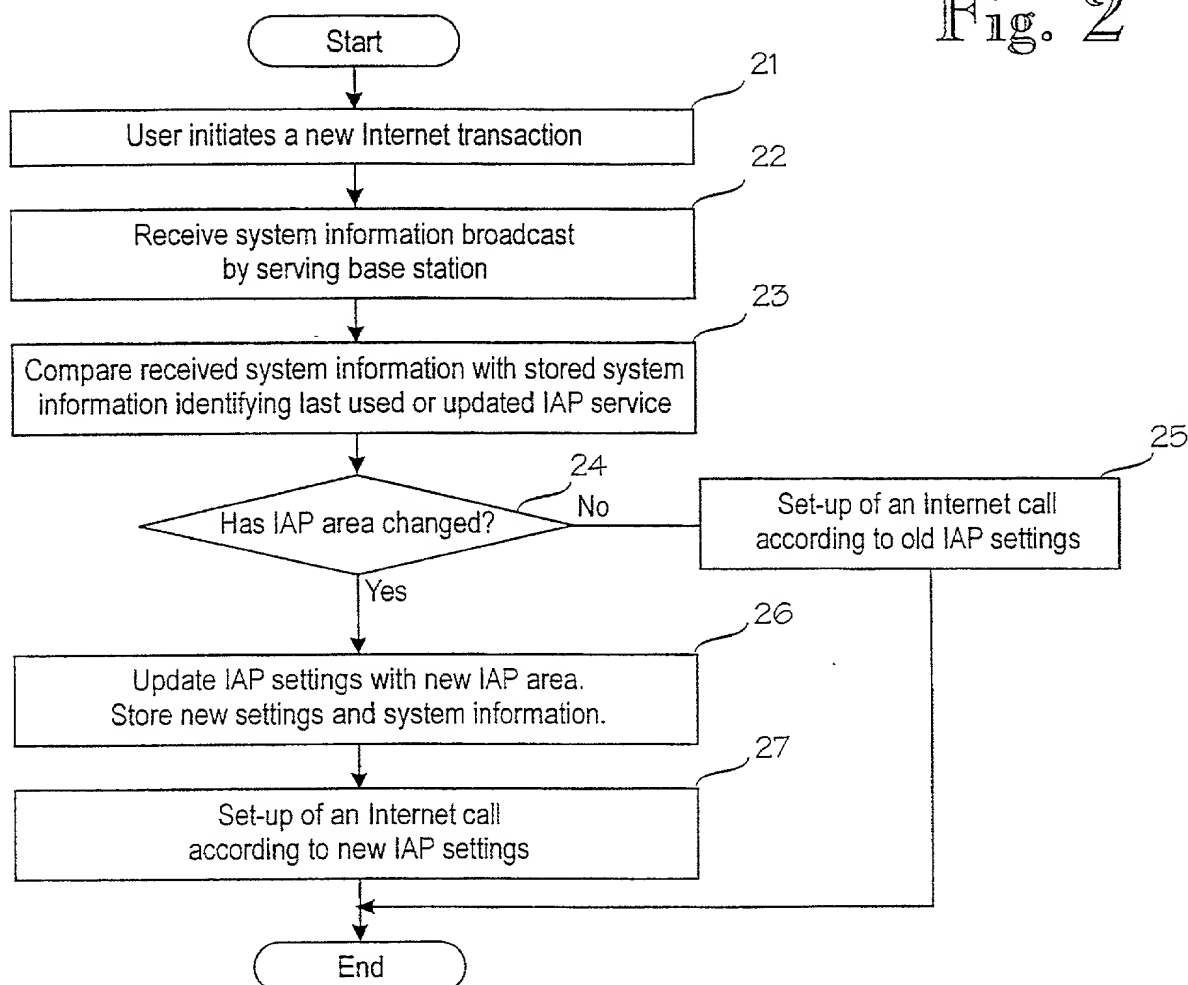 Fig. 2
Start
21
User initiates a new Internet transaction
22
Receive system information broadcast
by serving base station
23
Compare received system information with stored system
information identifying last used or updated IAP service
24
Has IAP area changed?
No
25
Set-up of an Internet call
according to old IAP settings
Yes
26
Update IAP settings with new IAP area.
Store new settings and system information.
27
Set-up of an Internet call
according to new IAP settings
End